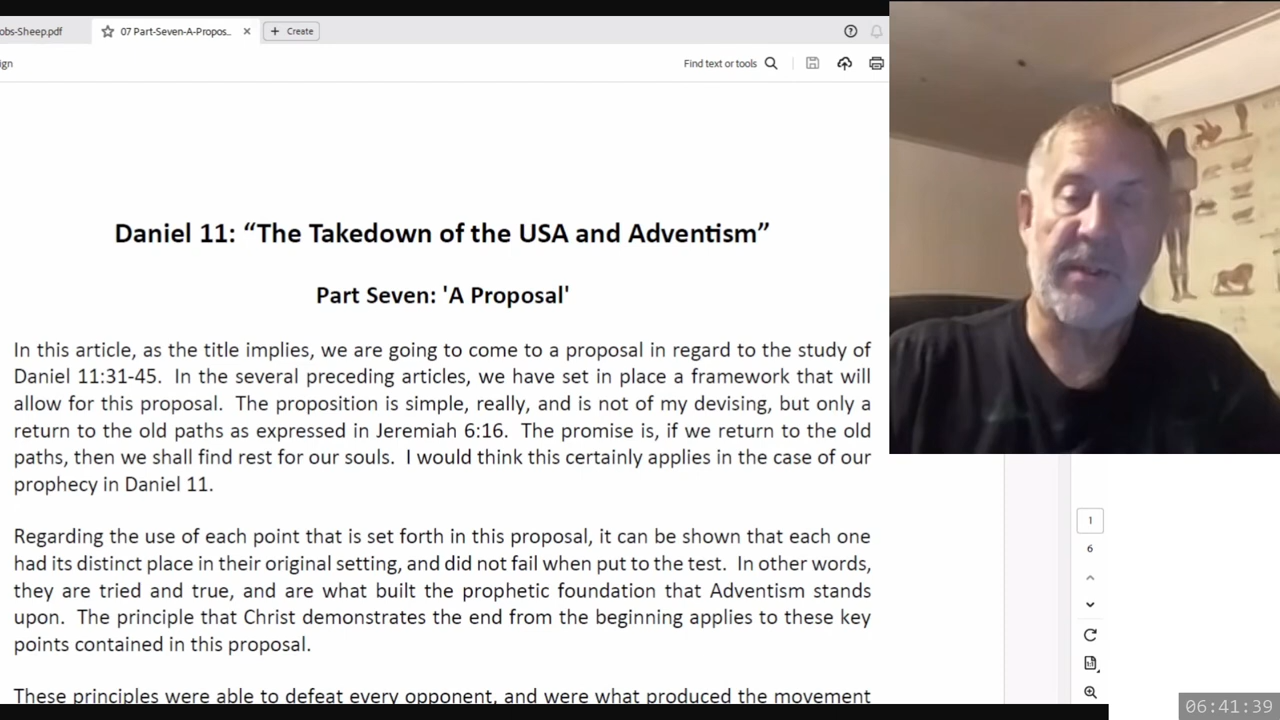 obs-Sheep.pdf
07 Part-Seven-A-Propos...
Create
ign
Find text or tools
Daniel 11: “The Takedown of the USA and Adventism”
Part Seven: 'A Proposal'
In this article, as the title implies, we are going to come to a proposal in regard to the study of
Daniel 11:31-45. In the several preceding articles, we have set in place a framework that will
allow for this proposal. The proposition is simple, really, and is not of my devising, but only a
return to the old paths as expressed in Jeremiah 6:16. The promise is, if we return to the old
paths, then we shall find rest for our souls. I would think this certainly applies in the case of our
prophecy in Daniel 11.
Regarding the use of each point that is set forth in this proposal, it can be shown that each one
had its distinct place in their original setting, and did not fail when put to the test. In other words,
they are tried and true, and are what built the prophetic foundation that Adventism stands
upon. The principle that Christ demonstrates the end from the beginning applies to these key
points contained in this proposal.
These principles were able to defeat every opponent, and were what produced the movement
1
6
06:41:39